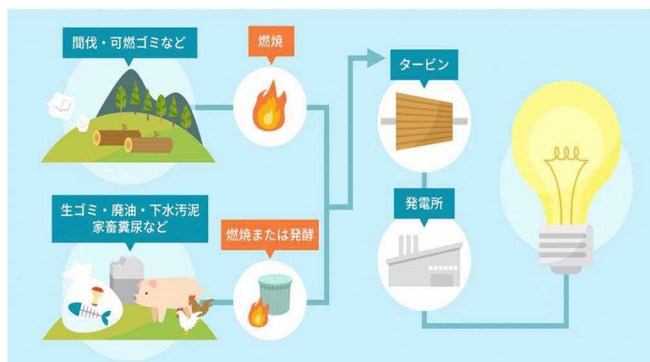 間伐・可燃ゴミなど
燃焼
タービン
生ゴミ・廃油・下水汚泥
家畜糞尿など
燃焼または発酵
発電所